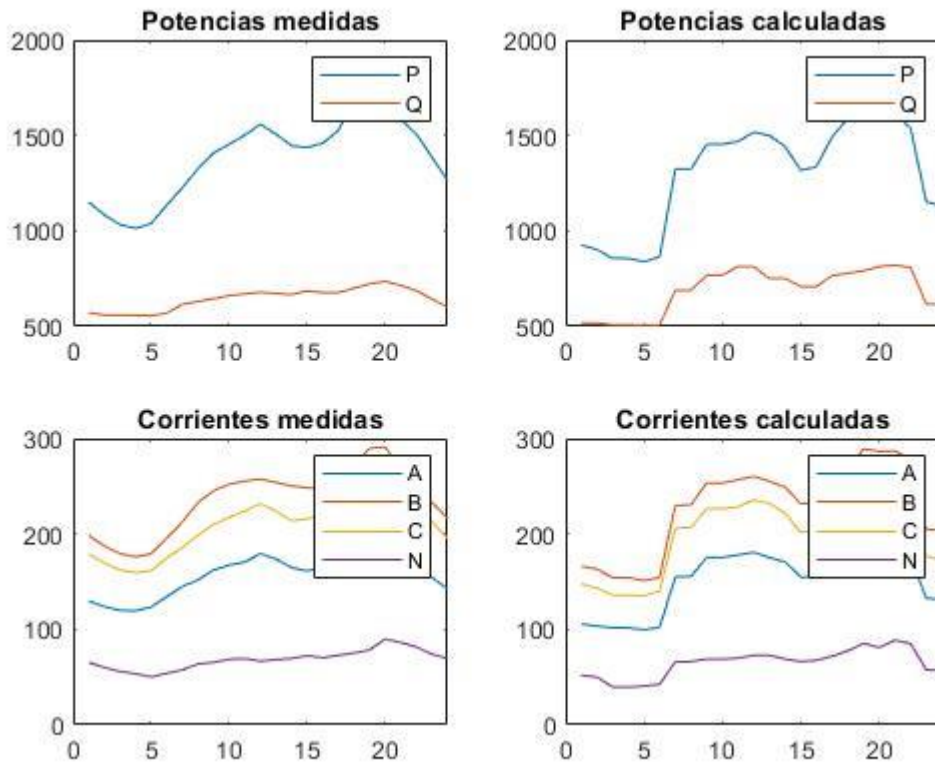 Potencias medidas
2000
1500
1000
500
0 5 10 15 20
P
Q
Potencias calculadas
2000
1500
1000
500
0 5 10 15 20
P
Q
Corrientes medidas
300
200
100
0
0 5 10 15 20
A
B
C
N
Corrientes calculadas
300
200
100
0
0 5 10 15 20
A
B
C
N